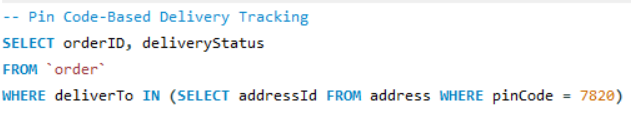 -- Pin Code-Based Delivery Tracking
SELECT orderID, deliveryStatus
FROM `order`
WHERE deliverTo IN (SELECT addressId FROM address WHERE pinCode = 7820)